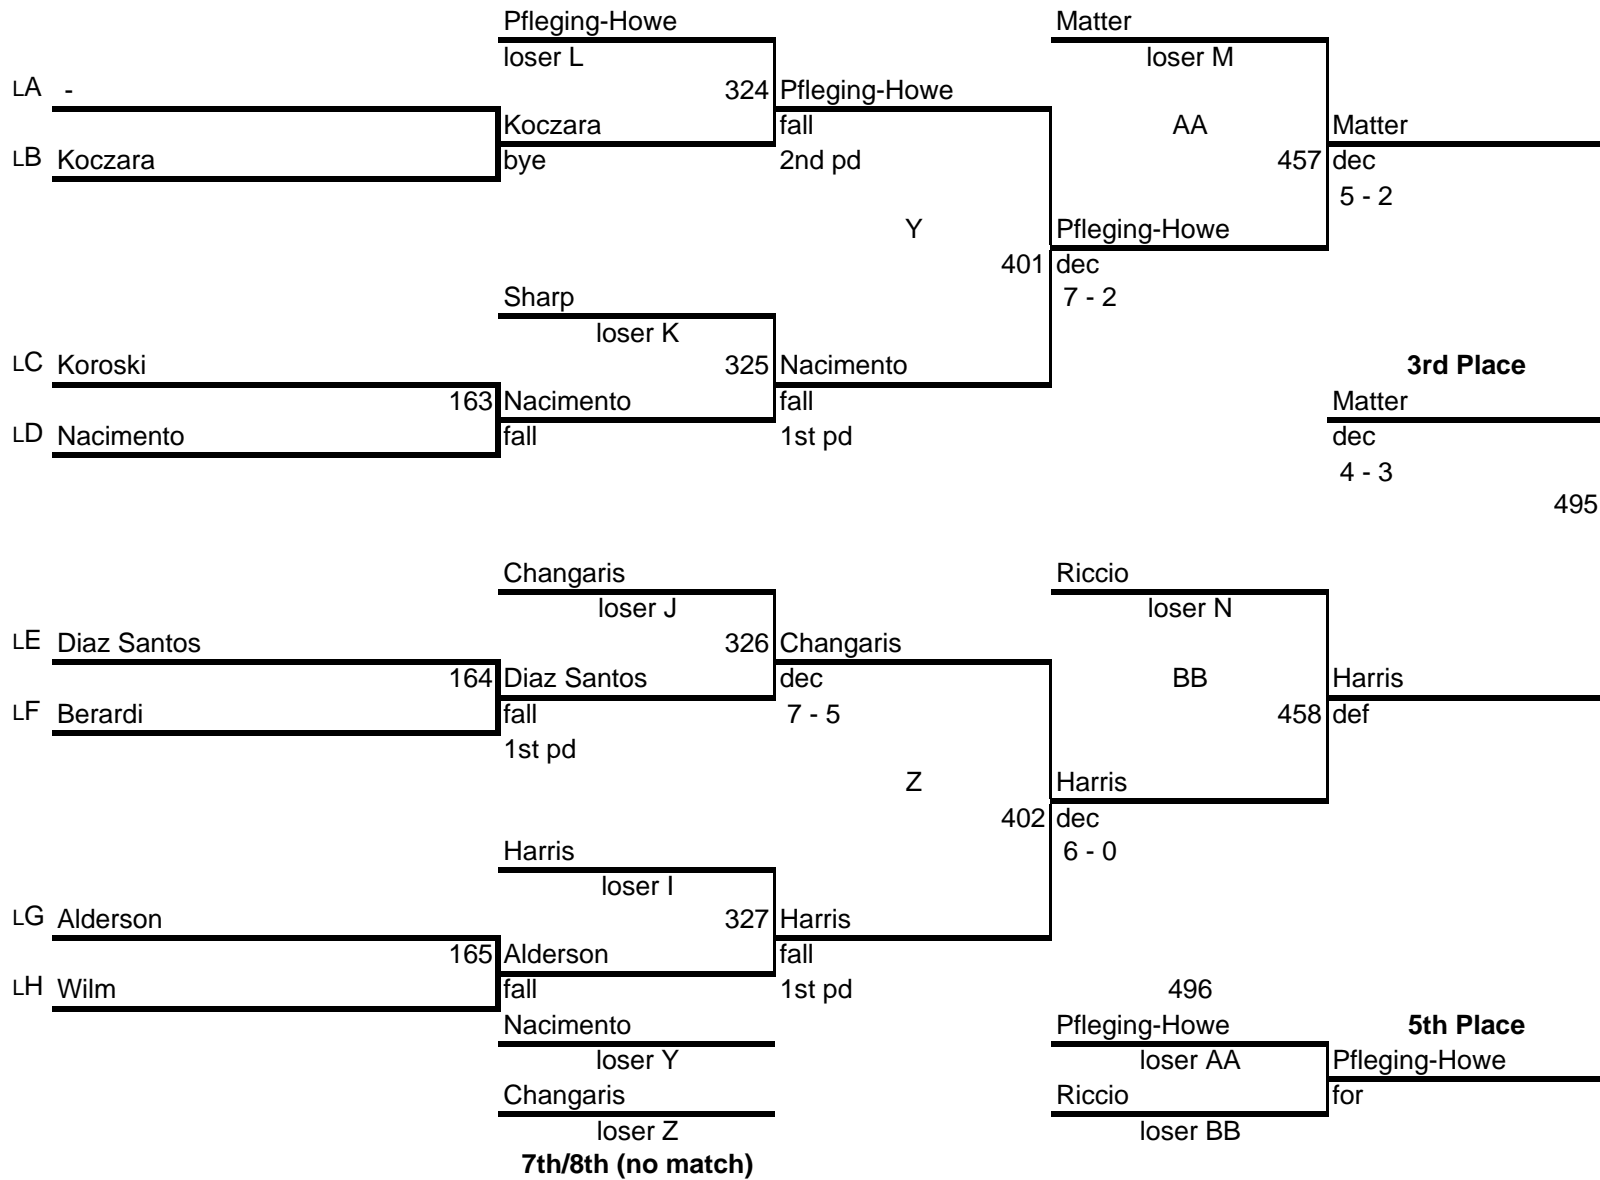 Pfleging-Howe Matter
loser L loser M
LA -
324 Pfleging-Howe
Koczara fall AA Matter
LB Koczara bye 2nd pd 457 dec
5 - 2
Y Pfleging-Howe
401 dec
Sharp 7 - 2
loser K
LC Koroski 325 Nacimento 3rd Place
163 Nacimento fall Matter
LD Nacimento fall 1st pd dec
4 - 3
495
Changaris Riccio
loser J loser N
LE Diaz Santos 326 Changaris
164 Diaz Santos dec BB Harris
LF Berardi fall 7 - 5 458 def
1st pd
Z Harris
402 dec
Harris 6 - 0
loser I
LG Alderson 327 Harris
165 Alderson fall
LH Wilm fall 1st pd 496
Nacimento Pfleging-Howe 5th Place
loser Y loser AA Pfleging-Howe
Changaris Riccio for
loser Z loser BB
7th/8th (no match)